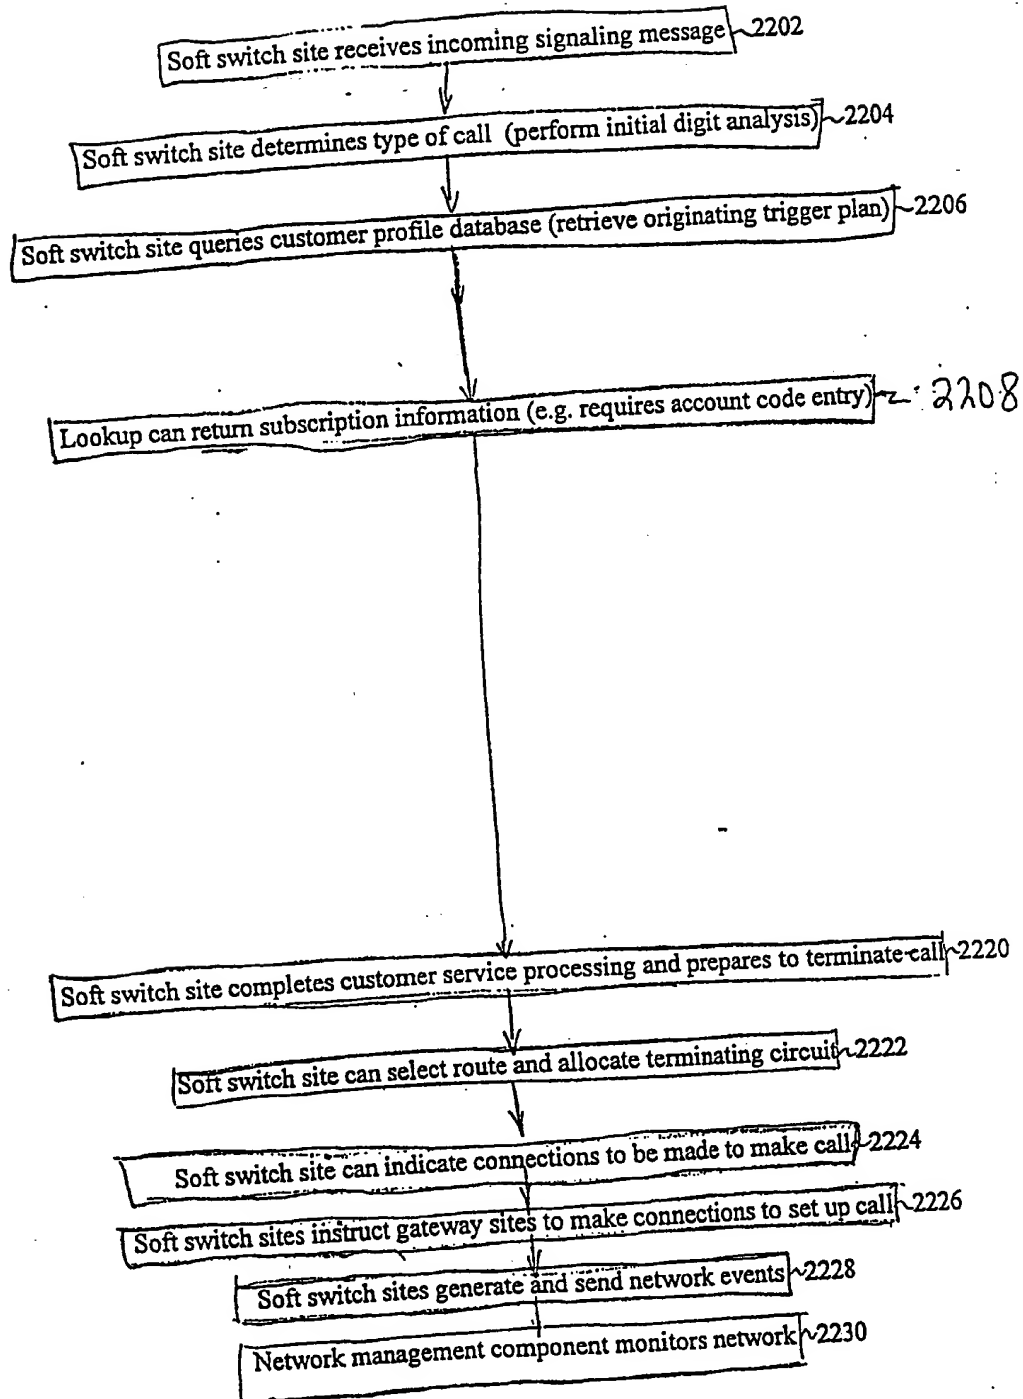 Soft switch site receives incoming signaling message 2202
Soft switch site determines type of call (perform initial digit analysis) 2204
Soft switch site queries customer profile database (retrieve originating trigger plan) 2206
Lookup can return subscription information (e.g. requires account code entry) 2208
Soft switch site completes customer service processing and prepares to terminate call 2220
Soft switch site can select route and allocate terminating circuit 2222
Soft switch site can indicate connections to be made to make call 2224
Soft switch sites instruct gateway sites to make connections to set up call 2226
Soft switch sites generate and send network events 2228
Network management component monitors network 2230